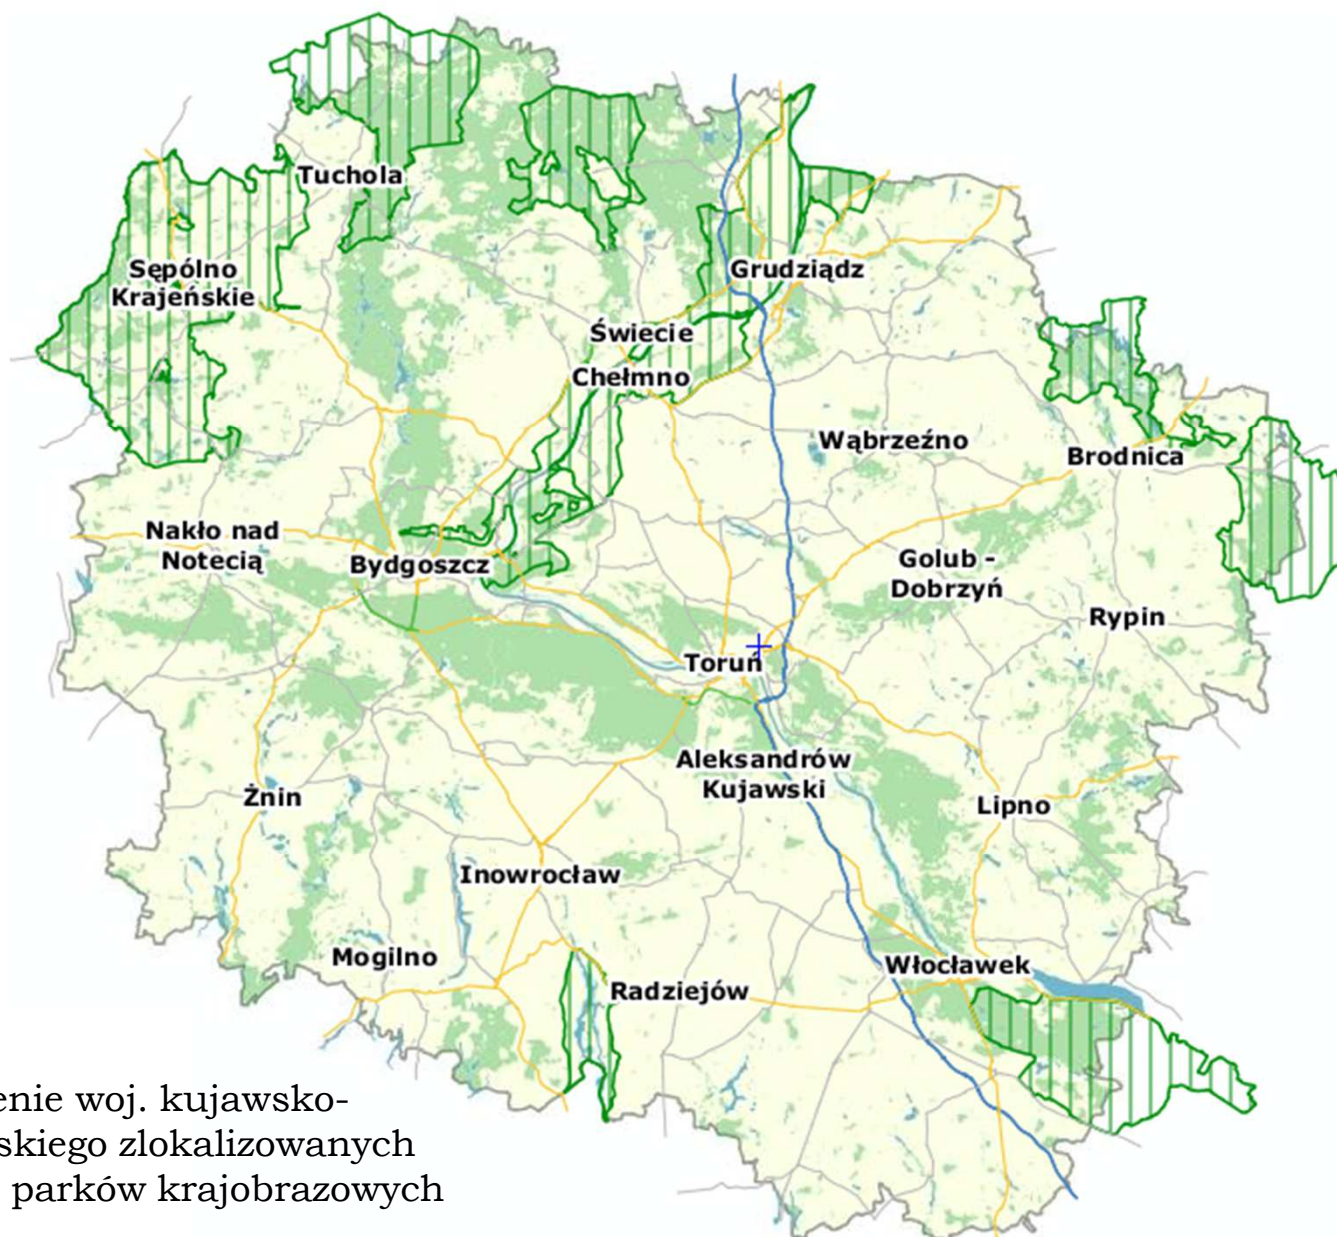 Tuchola
Sępólno
Krajeńskie
Grudziądz
Świecie
Chełmno
Wąbrzeźno
Brodnica
Nakło nad
Notecią
Bydgoszcz
Golub -
Dobrzyń
Rypin
Toruń
Aleksandrów
Kujawski
Żnin
Lipno
Inowrocław
Mogilno
Włocławek
Radziejów
enie woj. kujawsko-
skiego zlokalizowanych
parków krajobrazowych